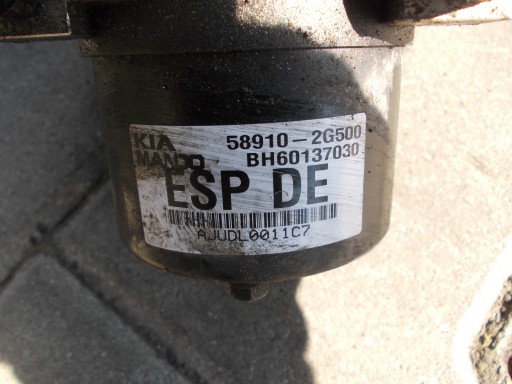 KIA 58910-2G500
MANDO BH60137030
ESP DE
AJUDL0011C7